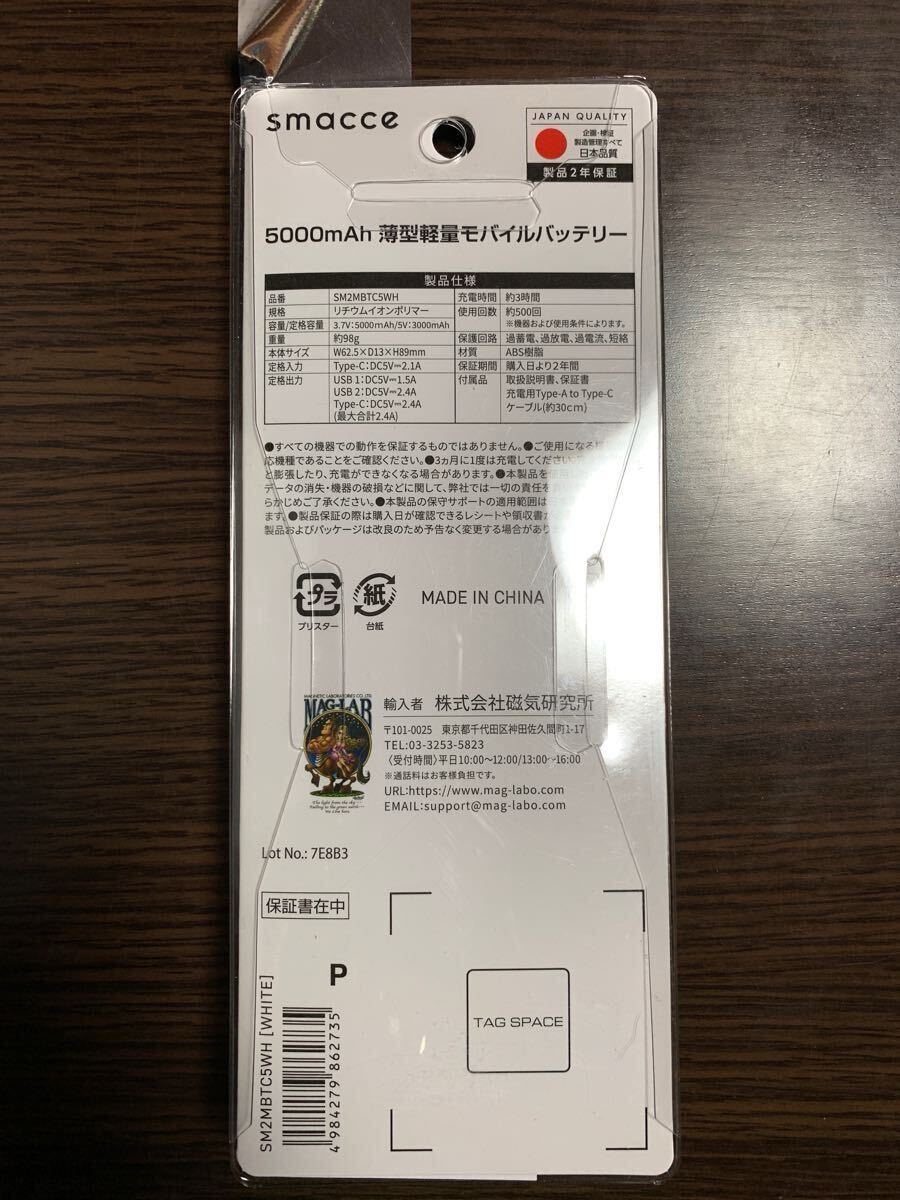 smacce
JAPAN QUALITY
企画・検証
製造管理すべて
日本品質
製品2年保証
5000mAh 薄型軽量モバイルバッテリー
製品仕様
品番 SM2MBTC5WH 充電時間 約3時間
規格 リチウムイオンポリマー 使用回数 約500回
容量/定格容量 3.7V:5000mAh/5V:3000mAh ※機器および使用条件によります。
重量 約98g 保護回路 過蓄電、過放電、過電流、短絡
本体サイズ W62.5×D13×H89mm 材質 ABS樹脂
定格入力 Type-C:DC5V⎓2.1A 保証期間 購入日より2年間
定格出力 USB 1:DC5V⎓1.5A 付属品 取扱説明書、保証書
USB 2:DC5V⎓2.4A 充電用Type-A to Type-C
Type-C:DC5V⎓2.4A ケーブル(約30cm)
(最大合計2.4A)
●すべての機器での動作を保証するものではありません。●ご使用になる
応機種であることをご確認ください。●3ヵ月に1度は充電してください。
と膨張したり、充電ができなくなる場合があります。●本製品を使用
データの消失・機器の破損などに関して、弊社では一切の責任を
らかじめご了承ください。●本製品の保守サポートの適用範囲は
ます。●製品保証の際は購入日が確認できるレシートや領収書が
製品およびパッケージは改良のため予告なく変更する場合があり
プラ
紙
MADE IN CHINA
ブリスター
台紙
MAGNETIC LABORATORIES CO.,LTD.
MAG-LAB
輸入者 株式会社磁気研究所
〒101-0025 東京都千代田区神田佐久間町1-17
TEL:03-3253-5823
〈受付時間〉平日10:00〜12:00/13:00〜16:00
※通話料はお客様負担です。
URL:https://www.mag-labo.com
EMAIL:support@mag-labo.com
Lot No.: 7E8B3
保証書在中
P
SM2MBTC5WH [WHITE]
4984279862735
TAG SPACE